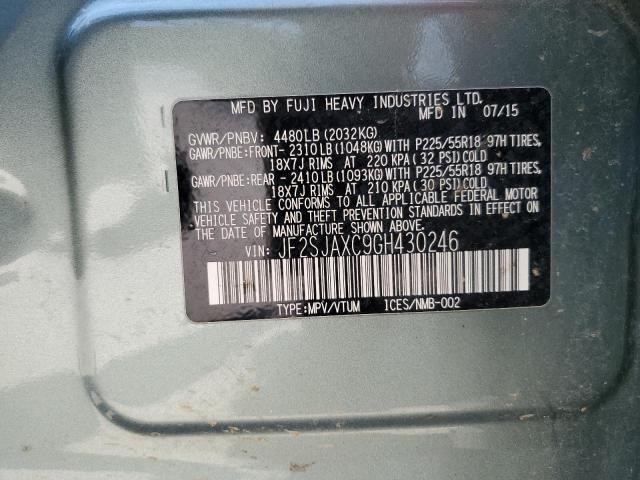 MFD BY FUJI HEAVY INDUSTRIES LTD.
MFD IN 07/15
GVWR/PNBV: 4480LB(2032KG)
GAWR/PNBE:FRONT- 2310LB(1048KG)WITH P225/55R18 97H TIRES,
18X7J RIMS AT 220 KPA(32 PSI)COLD
GAWR/PNBE:REAR - 2410LB(1093KG)WITH P225/55R18 97H TIRES,
18X7J RIMS AT 210 KPA(30 PSI)COLD
THIS VEHICLE CONFORMS TO ALL APPLICABLE FEDERAL MOTOR
VEHICLE SAFETY AND THEFT PREVENTION STANDARDS IN EFFECT ON
THE DATE OF MANUFACTURE SHOWN ABOVE.
VIN: JF2SJAXC9GH430246
TYPE:MPV/VTUM ICES/NMB-002